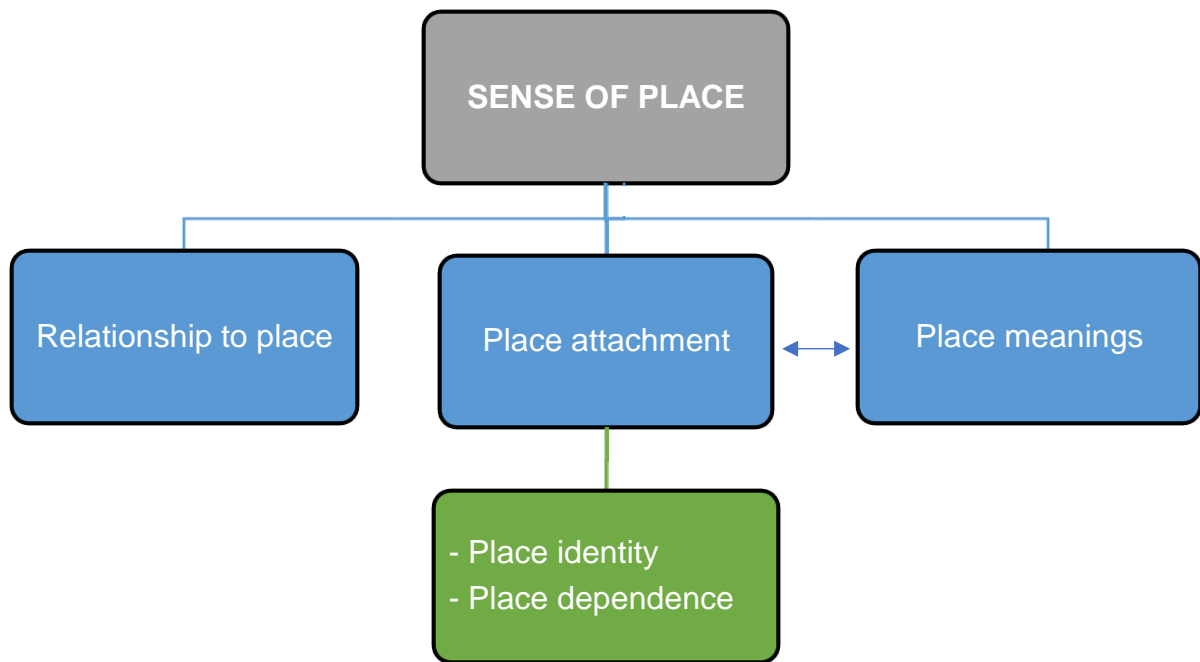 SENSE OF PLACE
Relationship to place
Place attachment
Place meanings
- Place identity
- Place dependence